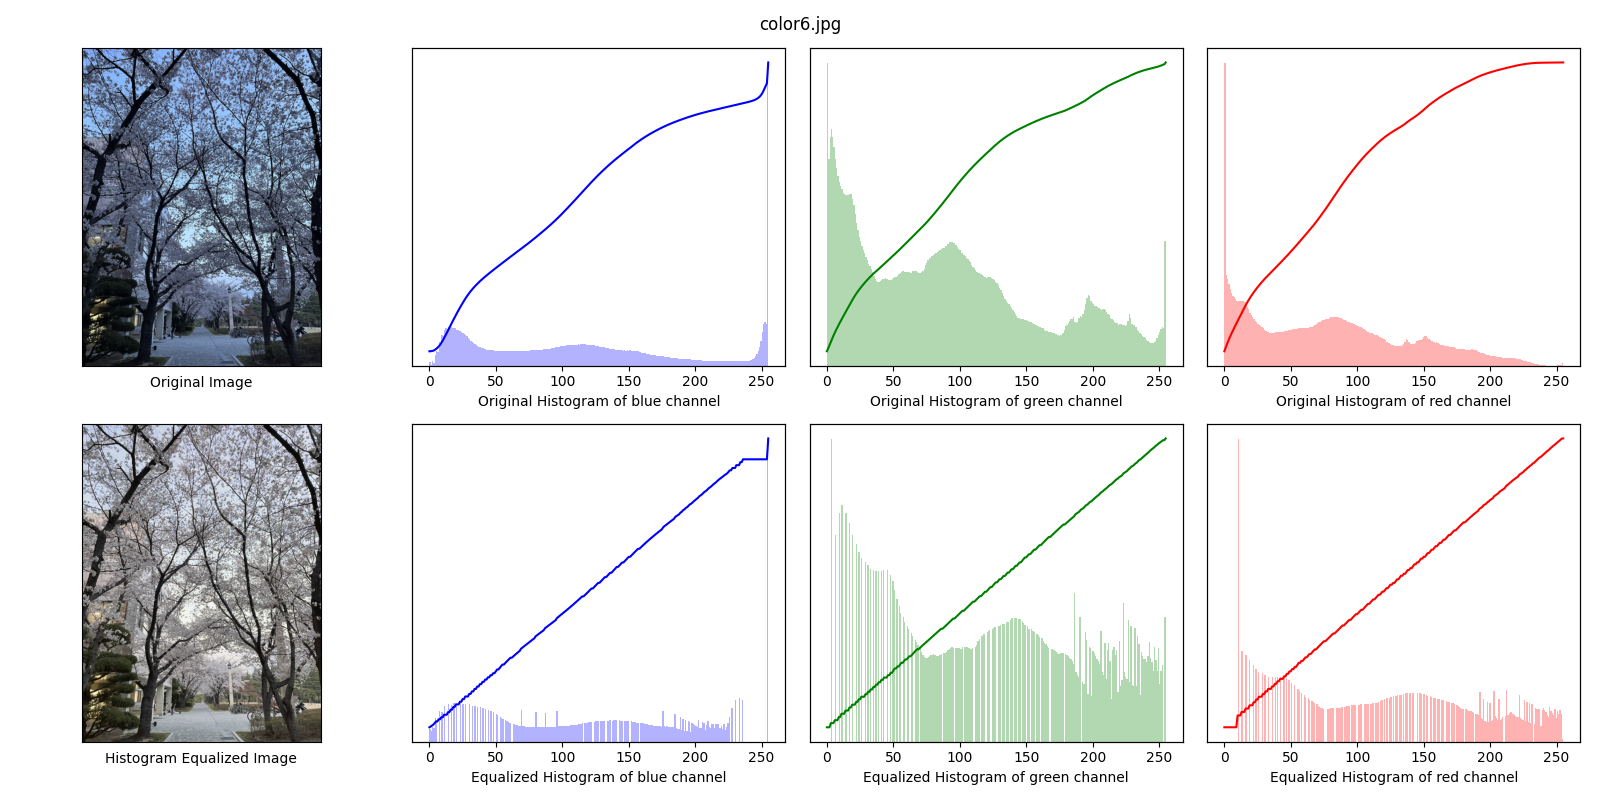 color6.jpg
Original Image
0 50 100 150 200 250
Original Histogram of blue channel
0 50 100 150 200 250
Original Histogram of green channel
0 50 100 150 200 250
Original Histogram of red channel
Histogram Equalized Image
0 50 100 150 200 250
Equalized Histogram of blue channel
0 50 100 150 200 250
Equalized Histogram of green channel
0 50 100 150 200 250
Equalized Histogram of red channel